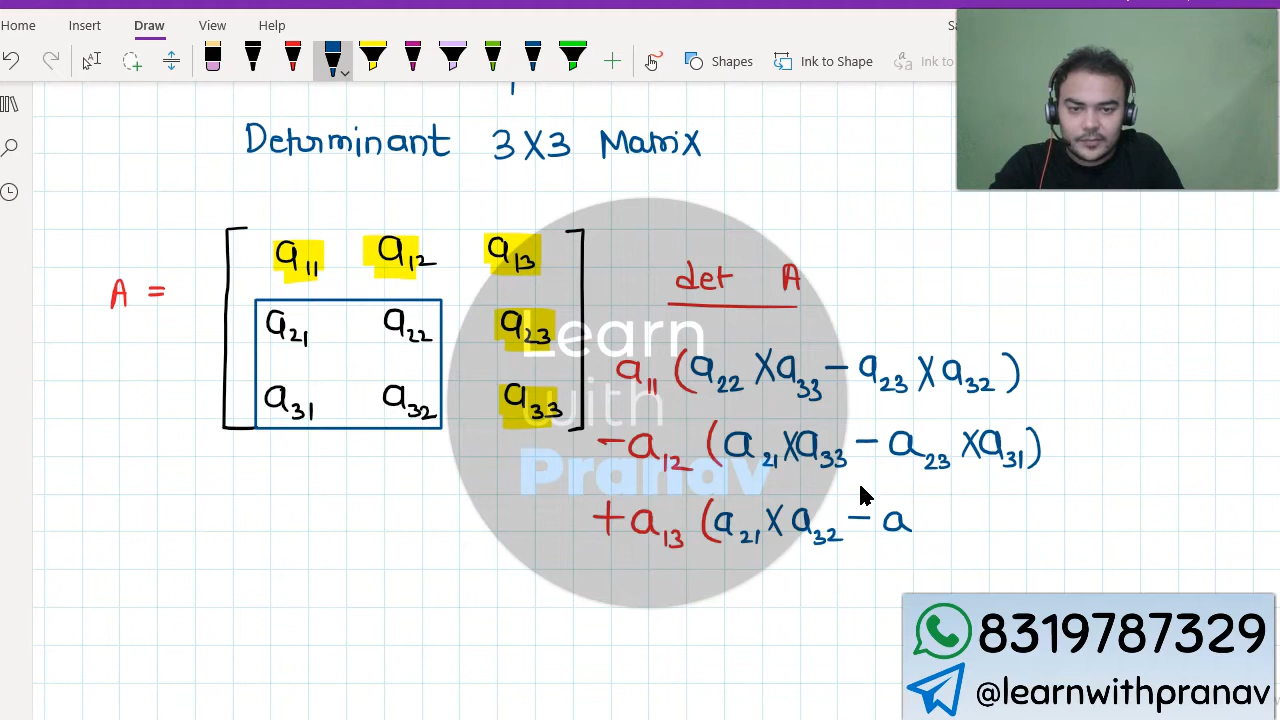 Home Insert Draw View Help
Shapes Ink to Shape Ink to
Determinant 3X3 Matrix
A = a11 a12 a13
a21 a22 a23
a31 a32 a33
det A
a11 (a22 X a33 - a23 X a32)
- a12 (a21 X a33 - a23 X a31)
+ a13 (a21 X a32 - a
Learn
with
Pranav
8319787329
@learnwithpranav